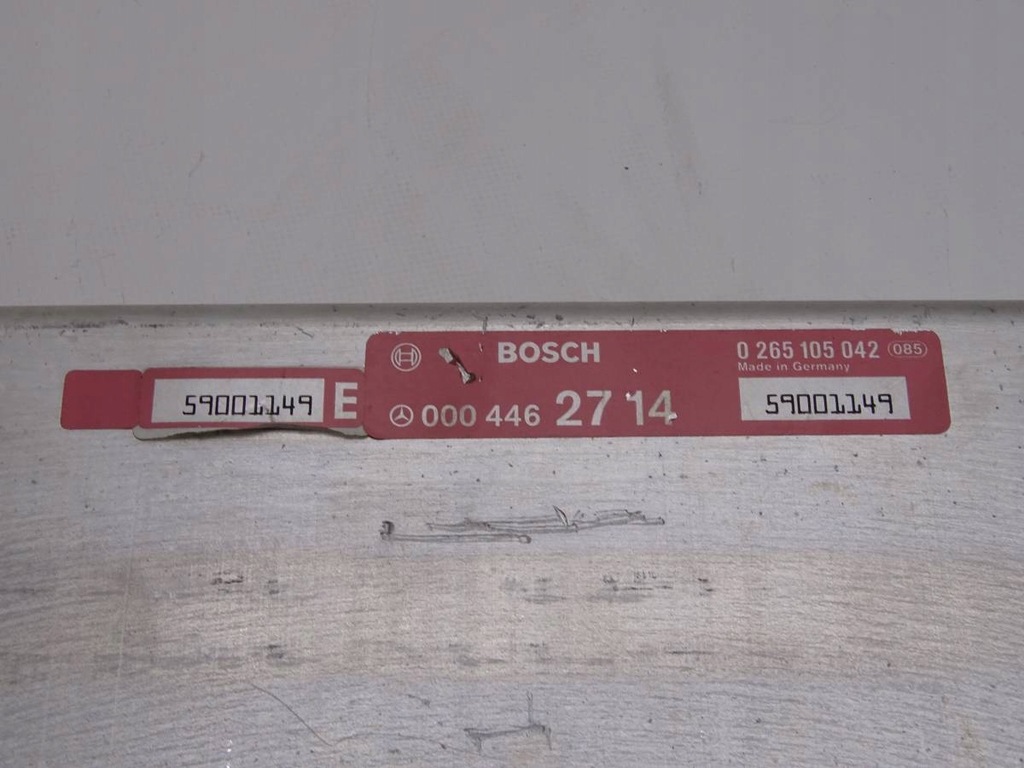 BOSCH
0 265 105 042 085
Made in Germany
59001149 E
000 446 27 14
59001149